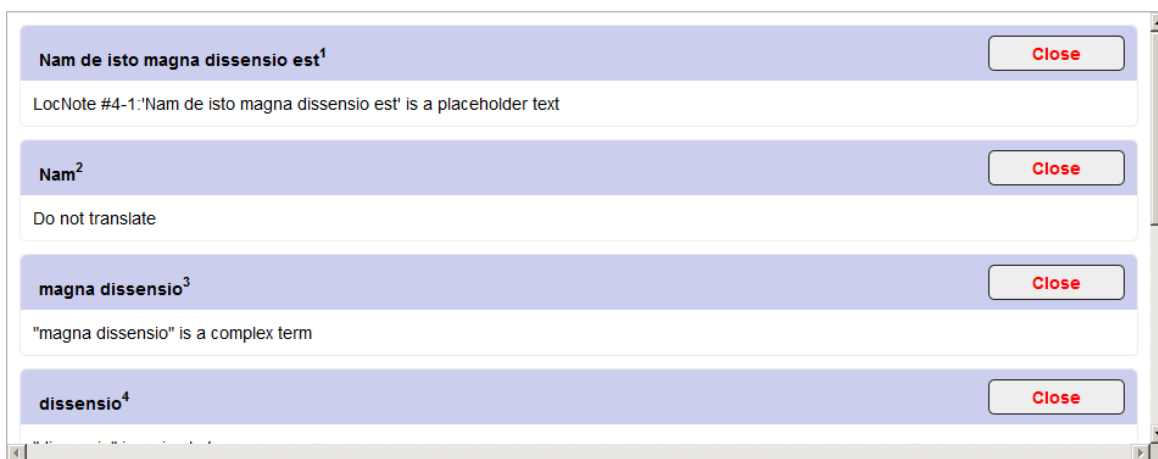 Nam de isto magna dissensio est1 Close
LocNote #4-1:'Nam de isto magna dissensio est' is a placeholder text
Nam2 Close
Do not translate
magna dissensio3 Close
"magna dissensio" is a complex term
dissensio4 Close